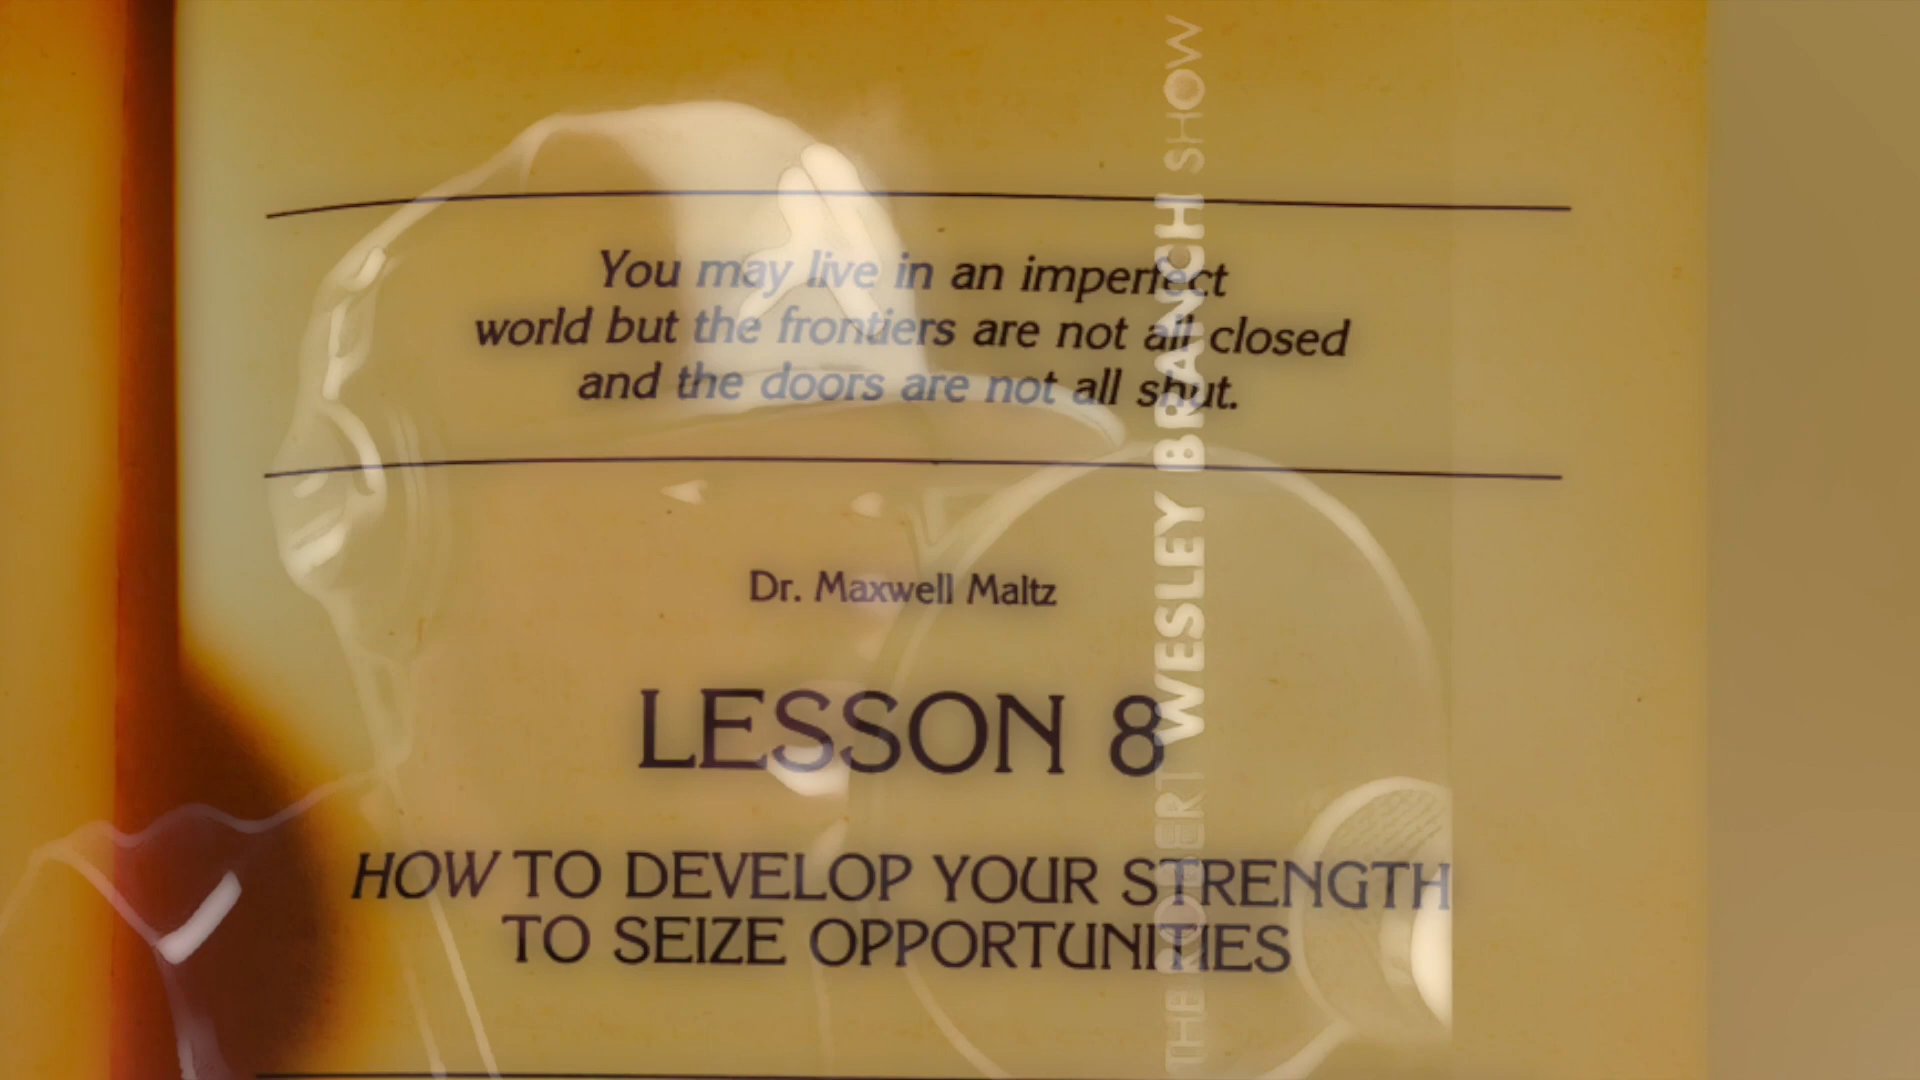 You may live in an imperfect
world but the frontiers are not all closed
and the doors are not all shut.
Dr. Maxwell Maltz
LESSON 8
HOW TO DEVELOP YOUR STRENGTH
TO SEIZE OPPORTUNITIES
THE ROBERT WESLEY BRANCH SHOW